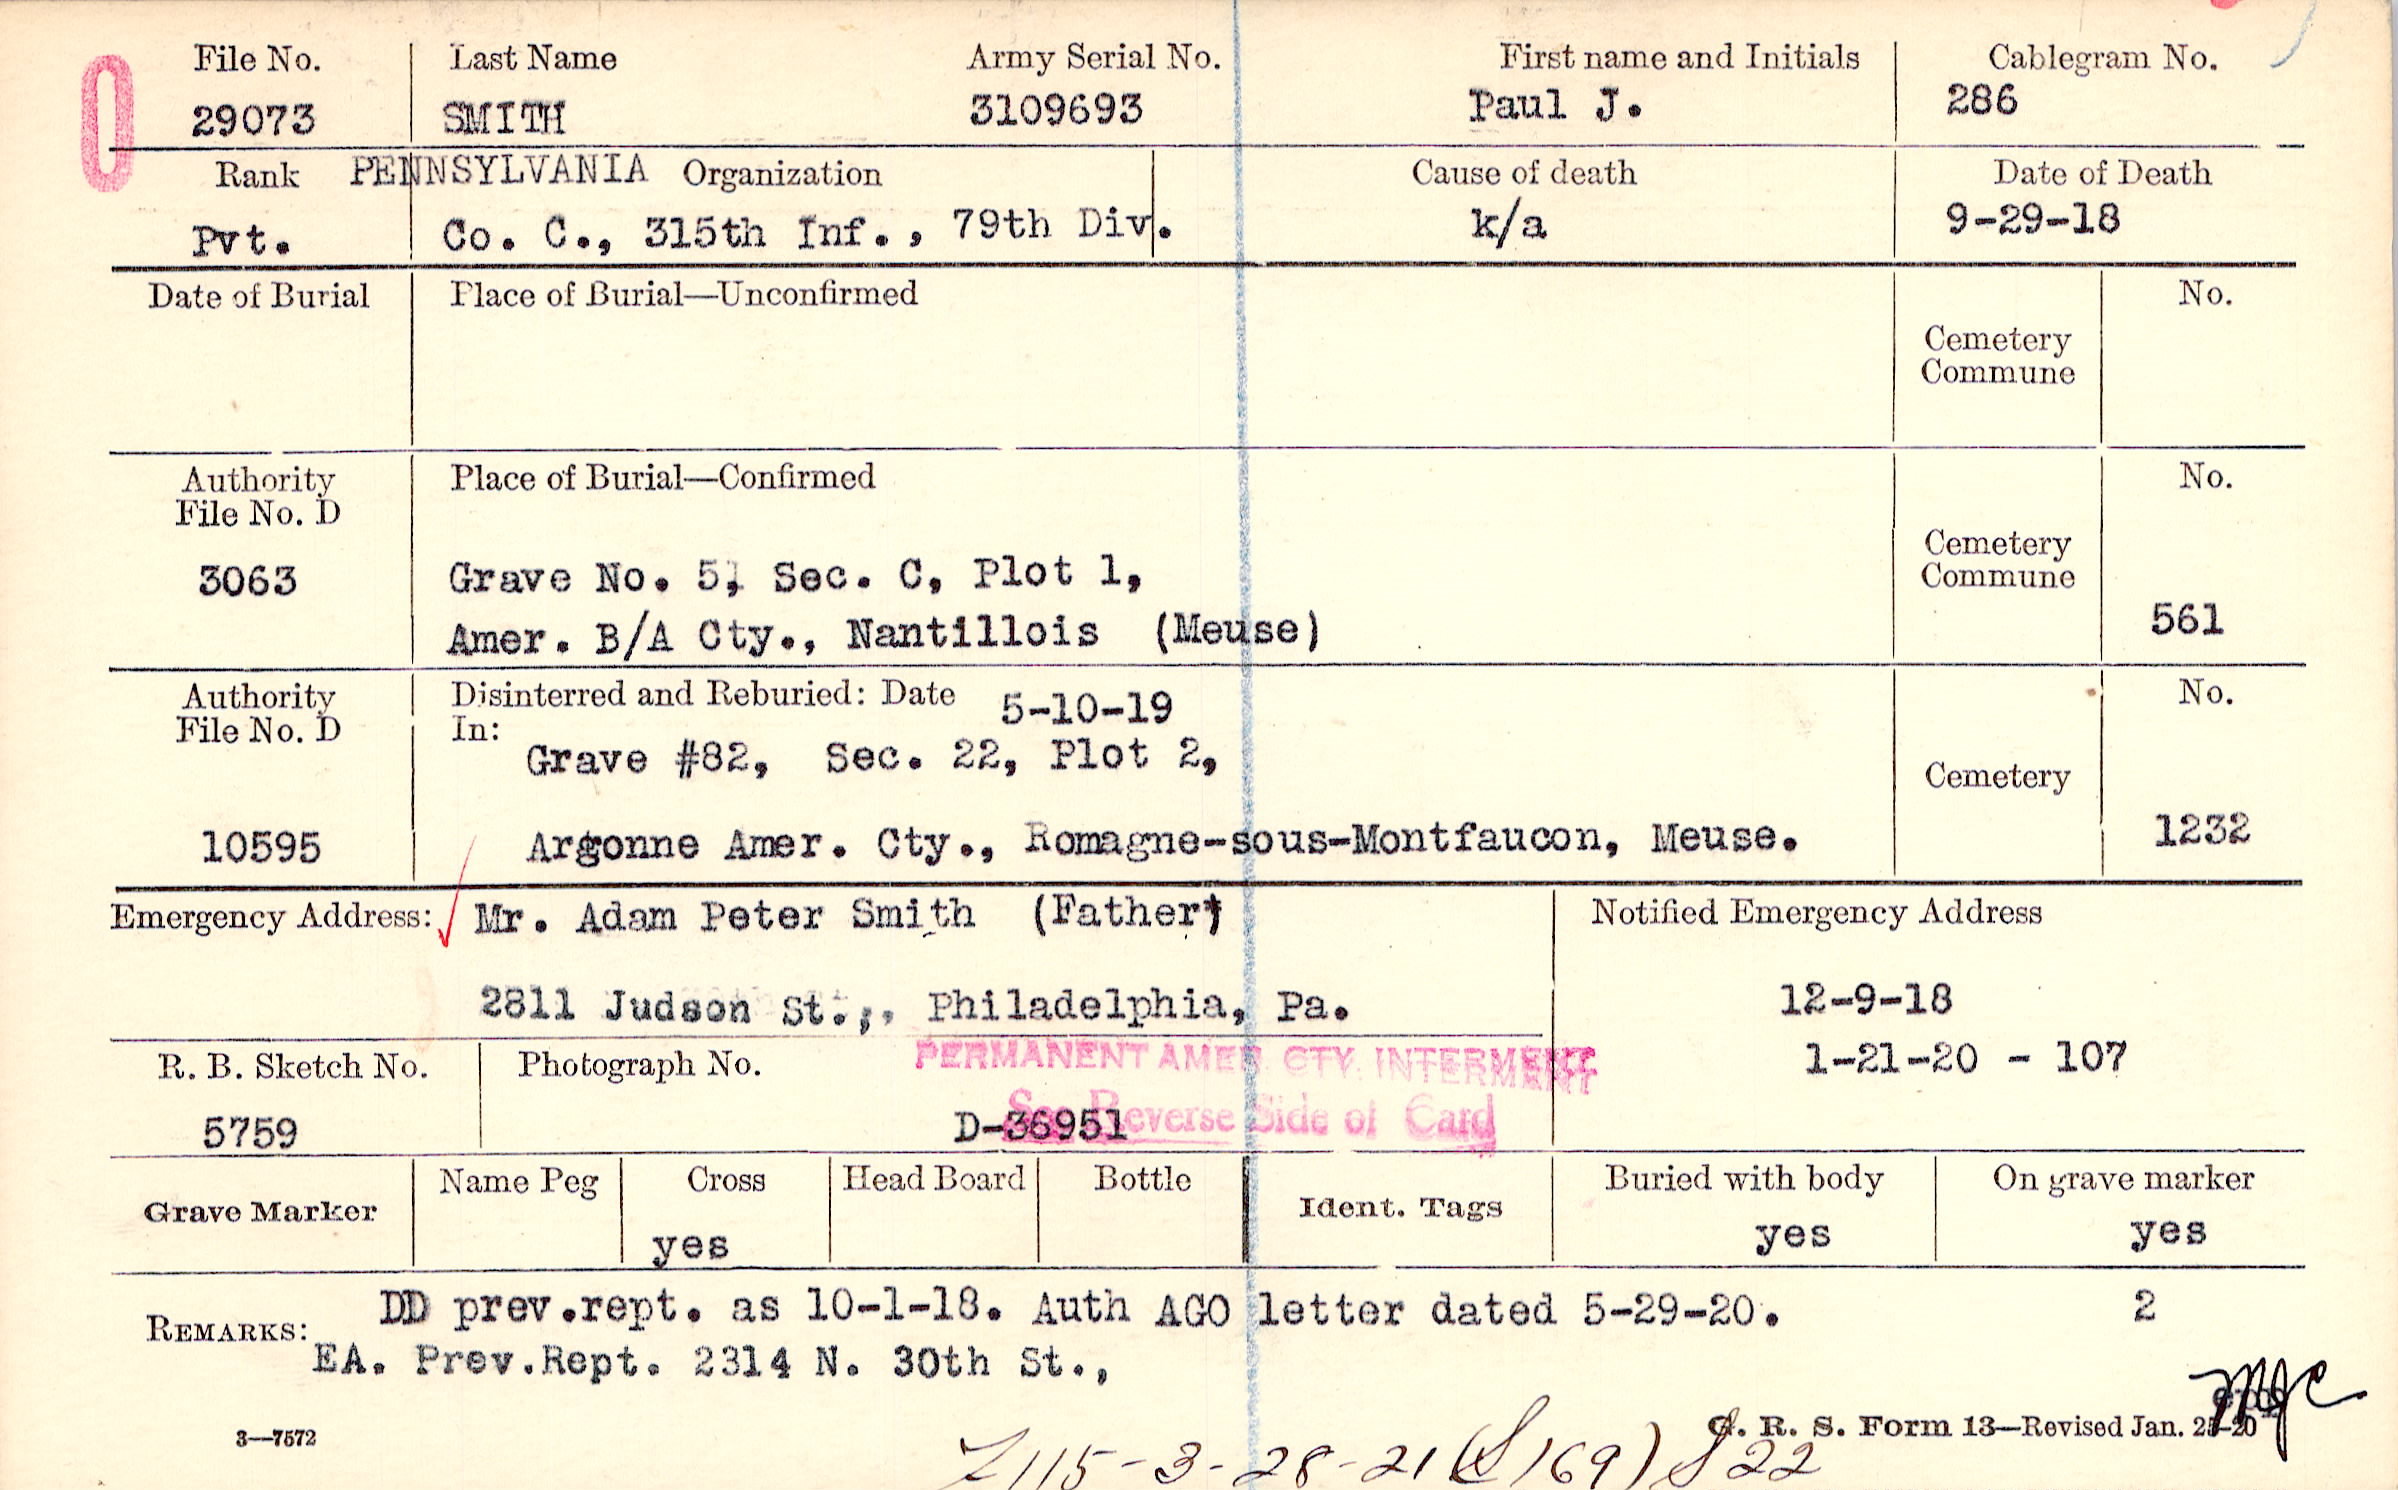 File No. Last Name Army Serial No. First name and Initials Cablegram No.
29073 SMITH 3109693 Paul J. 286
Rank PENNSYLVANIA Organization Cause of death Date of Death
Pvt. Co. C., 315th Inf., 79th Div. k/a 9-29-18
Date of Burial Place of Burial—Unconfirmed No.
Cemetery
Commune
Authority Place of Burial—Confirmed No.
File No. D
Cemetery
Commune
3063 Grave No. 5, Sec. C, Plot 1,
561
Amer. B/A Cty., Nantillois (Meuse)
Authority Disinterred and Reburied: Date 5-10-19 No.
File No. D In:
Grave #82, Sec. 22, Plot 2,
Cemetery
10595 Argonne Amer. Cty., Romagne-sous-Montfaucon, Meuse. 1232
Emergency Address: Mr. Adam Peter Smith (Father) Notified Emergency Address
2811 Judson St., Philadelphia, Pa. 12-9-18
PERMANENT AMER CTY. INTERMENT
1-21-20 - 107
R. B. Sketch No. Photograph No.
See Reverse Side of Card
5759 D-36951
Grave Marker Name Peg Cross Head Board Bottle Ident. Tags Buried with body On grave marker
yes yes yes
REMARKS: DD prev.rept. as 10-1-18. Auth AGO letter dated 5-29-20. 2
EA. Prev.Rept. 2314 N. 30th St.,
3—7572 G. R. S. Form 13—Revised Jan.
115-3-28-21 169) 22